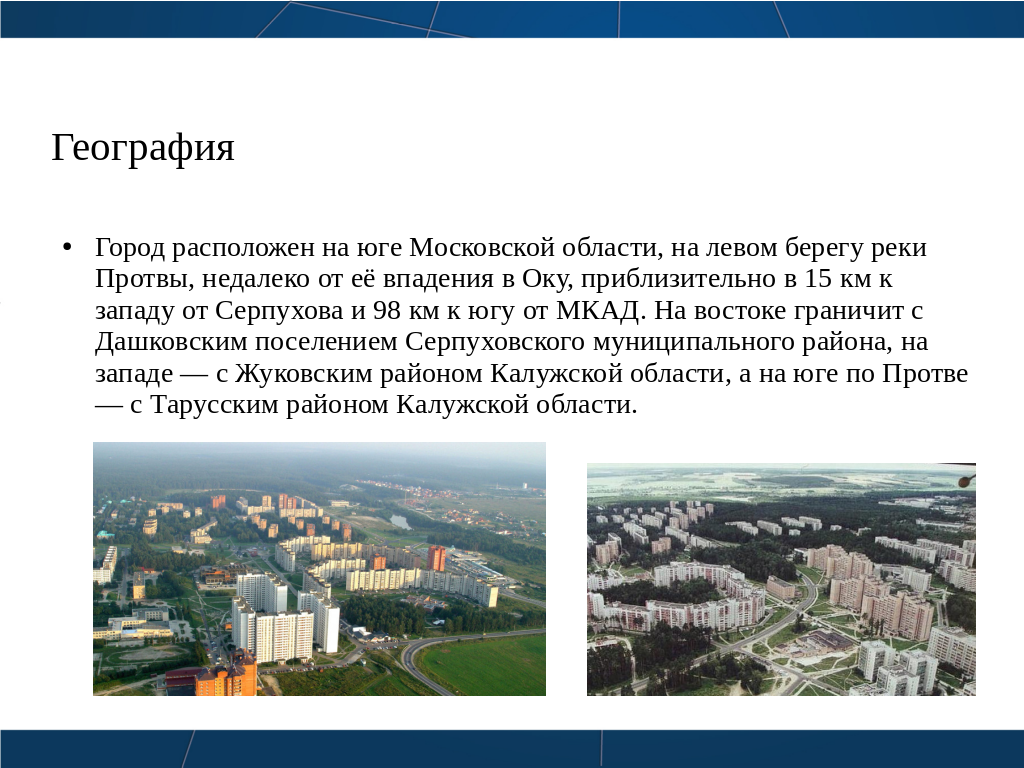 География
• Город расположен на юге Московской области, на левом берегу реки
Протвы, недалеко от её впадения в Оку, приблизительно в 15 км к
западу от Серпухова и 98 км к югу от МКАД. На востоке граничит с
Дашковским поселением Серпуховского муниципального района, на
западе — с Жуковским районом Калужской области, а на юге по Протве
— с Тарусским районом Калужской области.